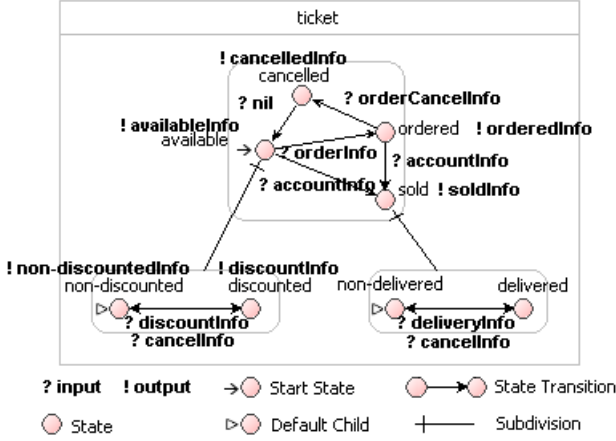 ticket
! cancelledInfo
cancelled
? nil
? orderCancelInfo
! availableInfo
available
ordered ! orderedInfo
? orderInfo
? accountInfo
? accountInfo
sold ! soldInfo
! non-discountedInfo
! discountInfo
non-discounted
discounted
non-delivered
delivered
? discountInfo
? cancelInfo
? deliveryInfo
? cancelInfo
? input ! output Start State State Transition
State Default Child Subdivision